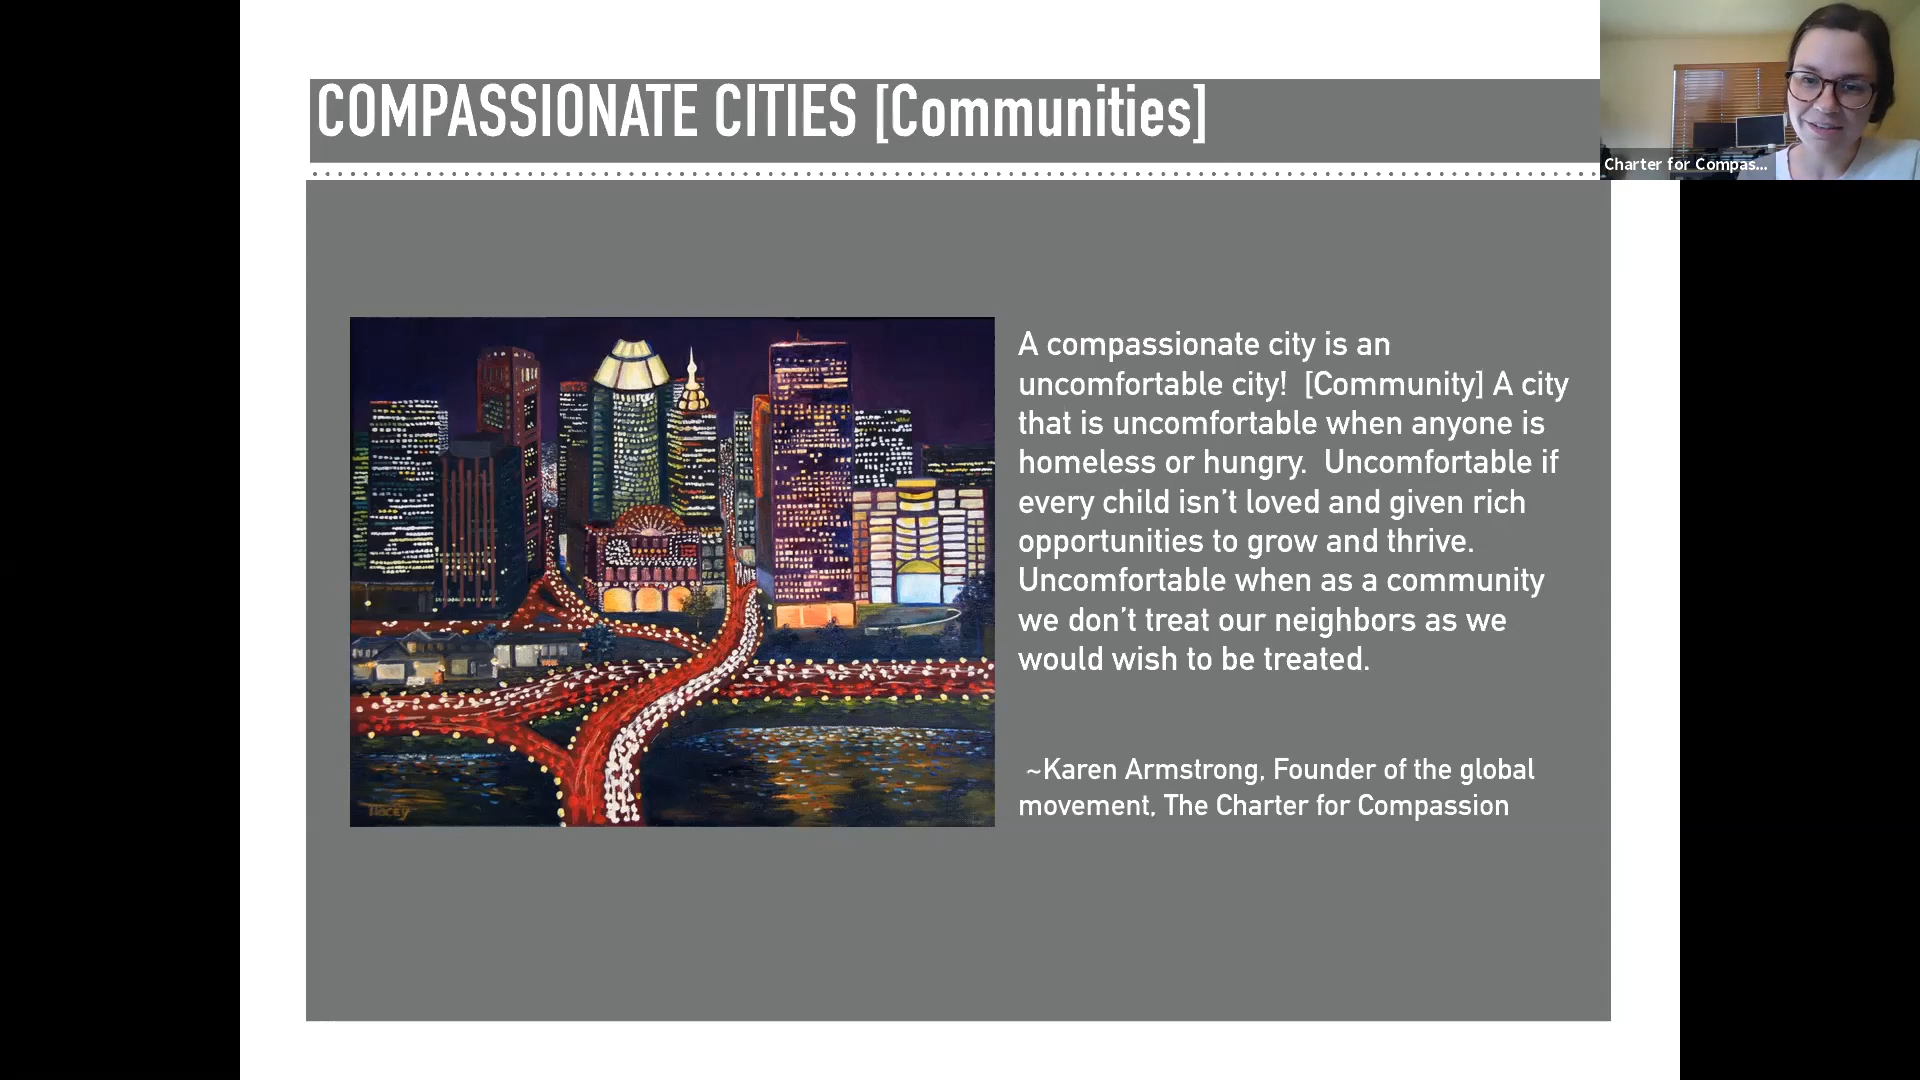 COMPASSIONATE CITIES [Communities]
Charter for Compas...
A compassionate city is an
uncomfortable city!  [Community] A city
that is uncomfortable when anyone is
homeless or hungry.  Uncomfortable if
every child isn't loved and given rich
opportunities to grow and thrive.
Uncomfortable when as a community
we don't treat our neighbors as we
would wish to be treated.
~Karen Armstrong, Founder of the global
movement, The Charter for Compassion
Tracey